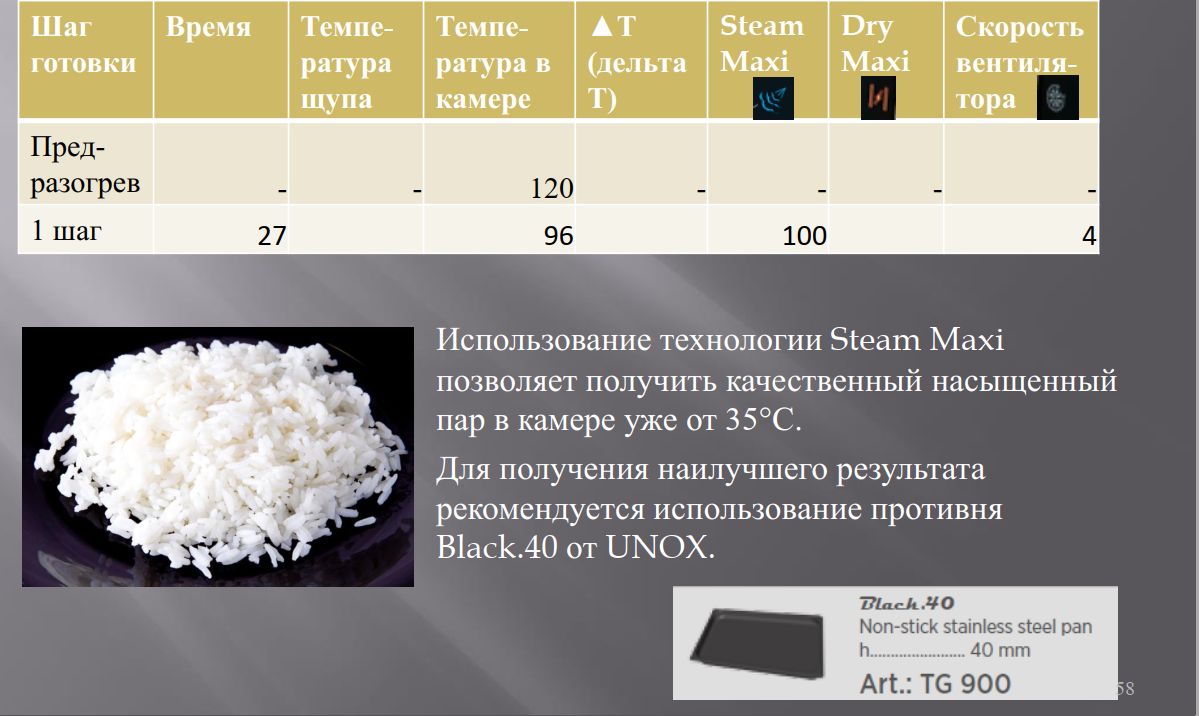 Шаг готовки
Время
Темпе-
ратура
щупа
Темпе-
ратура в
камере
▲T
(дельта
Т)
Steam
Maxi
Dry
Maxi
Скорость
вентиля-
тора
Пред-
разогрев
-
-
120
-
-
-
-
1 шаг
27
96
100
4
Использование технологии Steam Maxi
позволяет получить качественный насыщенный
пар в камере уже от 35°C.
Для получения наилучшего результата
рекомендуется использование противня
Black.40 от UNOX.
Black.40
Non-stick stainless steel pan
h....................... 40 mm
Art.: TG 900
58